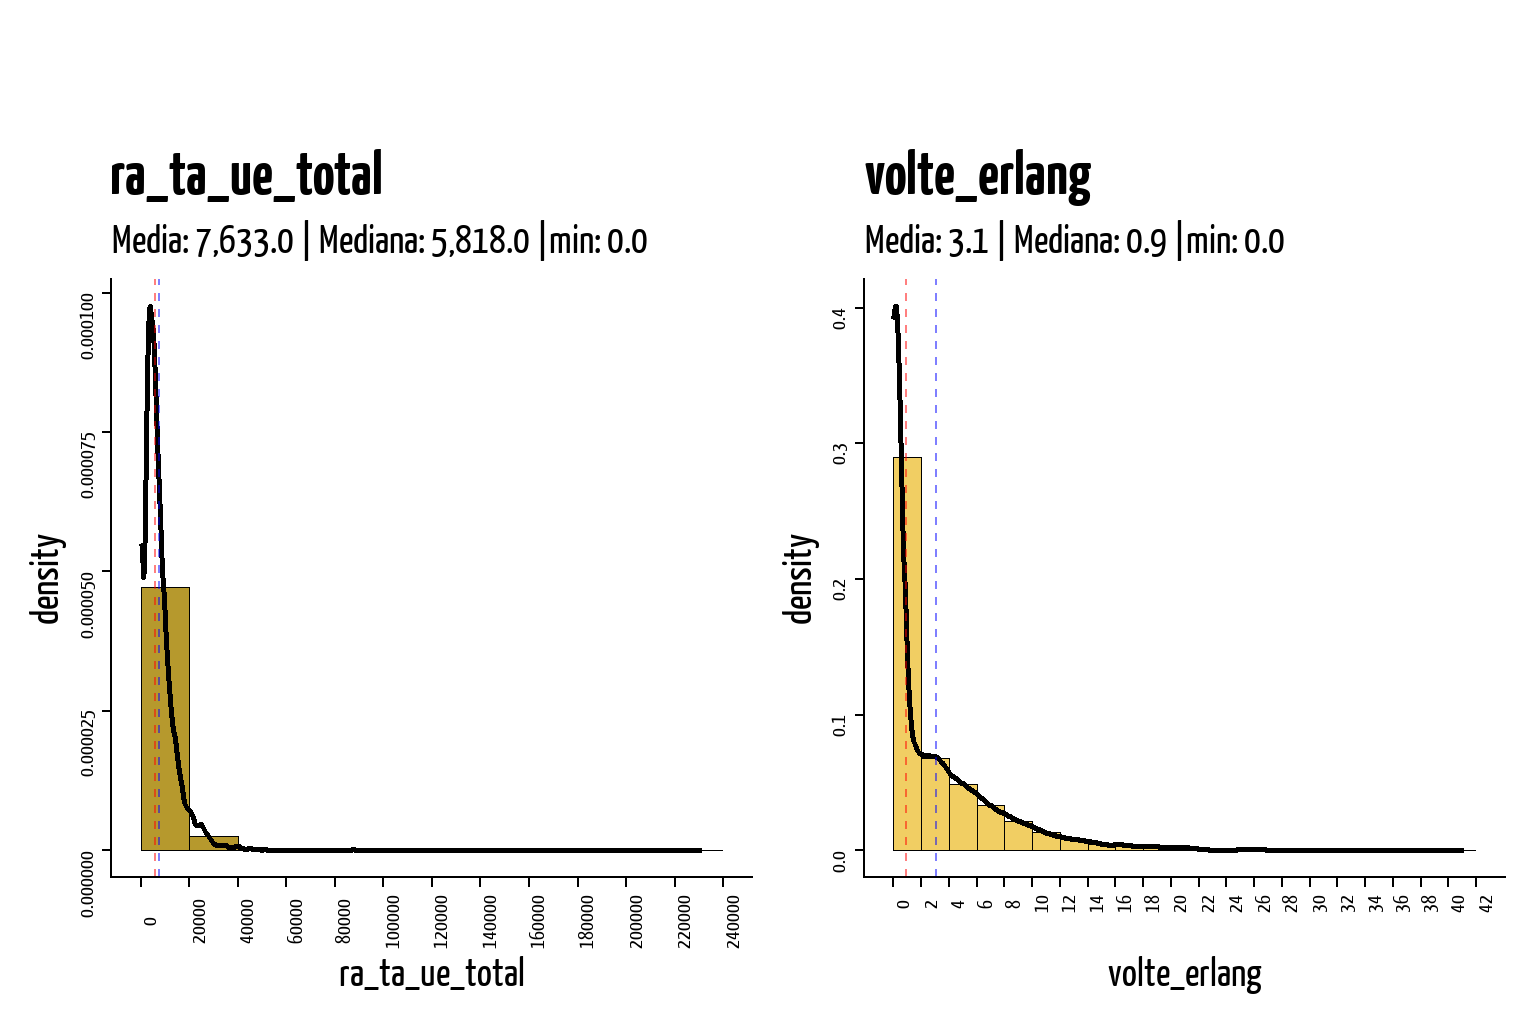 ra_ta_ue_total
Media: 7,633.0 | Mediana: 5,818.0 |min: 0.0
density
0.000100
0.000075
0.000050
0.000025
0.000000
0 20000 40000 60000 80000 100000 120000 140000 160000 180000 200000 220000 240000
ra_ta_ue_total
volte_erlang
Media: 3.1 | Mediana: 0.9 |min: 0.0
density
0.4
0.3
0.2
0.1
0.0
0 2 4 6 8 10 12 14 16 18 20 22 24 26 28 30 32 34 36 38 40 42
volte_erlang